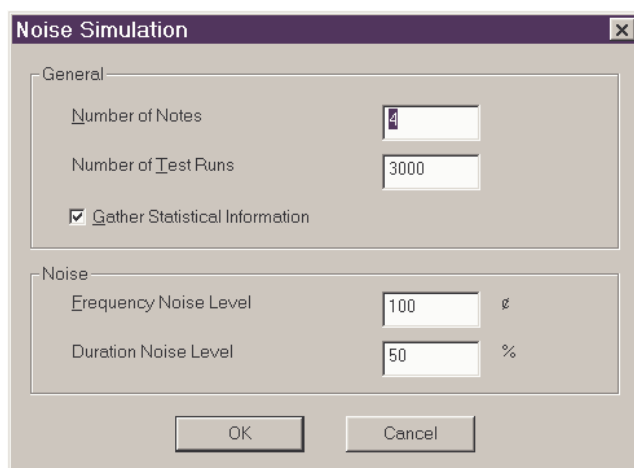 Noise Simulation
General
Number of Notes 4
Number of Test Runs 3000
Gather Statistical Information
Noise
Frequency Noise Level 100 ¢
Duration Noise Level 50 %
OK Cancel